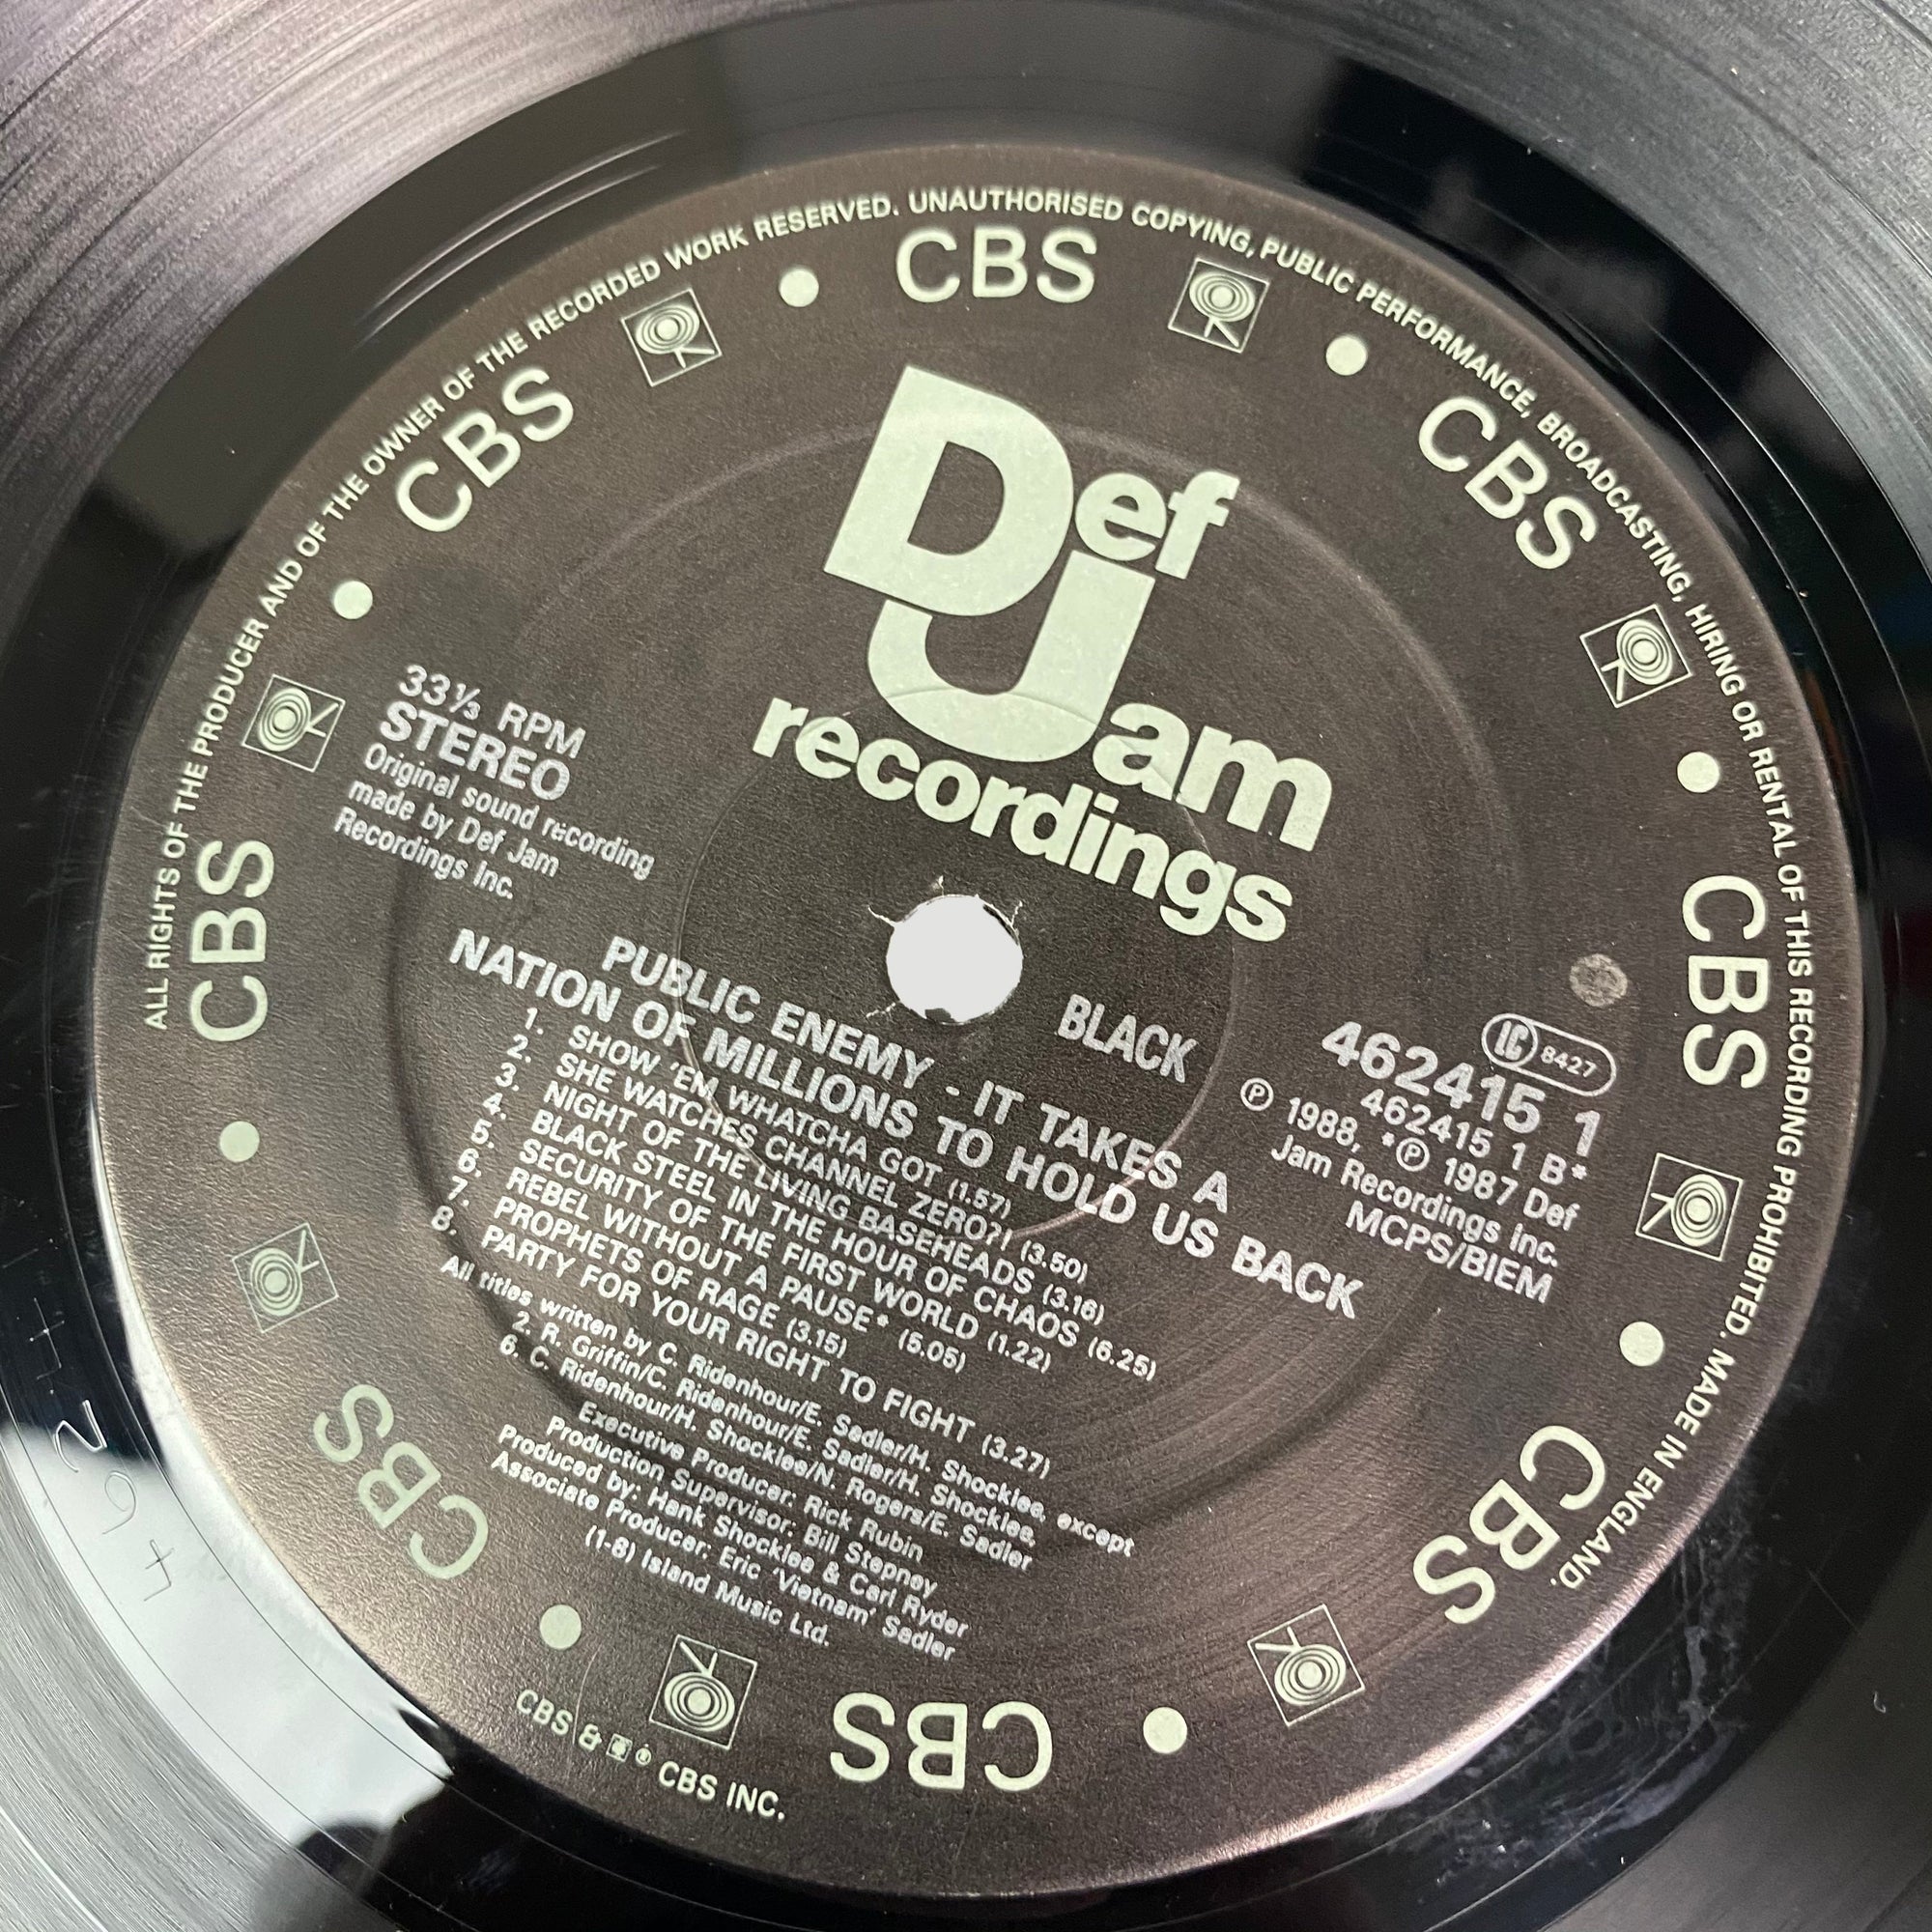 ALL RIGHTS OF THE PRODUCER AND OF THE OWNER OF THE RECORDED WORK RESERVED. UNAUTHORISED COPYING, PUBLIC PERFORMANCE, BROADCASTING, HIRING OR RENTAL OF THIS RECORDING PROHIBITED. MADE IN ENGLAND.
CBS
CBS
CBS
CBS
CBS
CBS
CBS
CBS
Def
Jam
recordings
33⅓ RPM
STEREO
Original sound recording
made by Def Jam
Recordings Inc.
BLACK
LC 8427
462415 1
462415 1 B*
℗ 1988, *℗ 1987 Def
Jam Recordings Inc.
MCPS/BIEM
PUBLIC ENEMY - IT TAKES A
NATION OF MILLIONS TO HOLD US BACK
1. SHOW 'EM WHATCHA GOT (1.57)
2. SHE WATCHES CHANNEL ZERO?! (3.50)
3. NIGHT OF THE LIVING BASEHEADS (3.16)
4. BLACK STEEL IN THE HOUR OF CHAOS (6.25)
5. SECURITY OF THE FIRST WORLD (1.22)
6. REBEL WITHOUT A PAUSE* (5.05)
7. PROPHETS OF RAGE (3.15)
8. PARTY FOR YOUR RIGHT TO FIGHT (3.27)
All titles written by C. Ridenhour/E. Sadler/H. Shocklee, except
2. R. Griffin/C. Ridenhour/E. Sadler/H. Shocklee,
6. C. Ridenhour/H. Shocklee/N. Rogers/E. Sadler
Executive Producer: Rick Rubin
Production Supervisor: Bill Stepney
Produced by: Hank Shocklee & Carl Ryder
Associate Producer: Eric 'Vietnam' Sadler
(1-8) Island Music Ltd.
CBS & CBS INC.